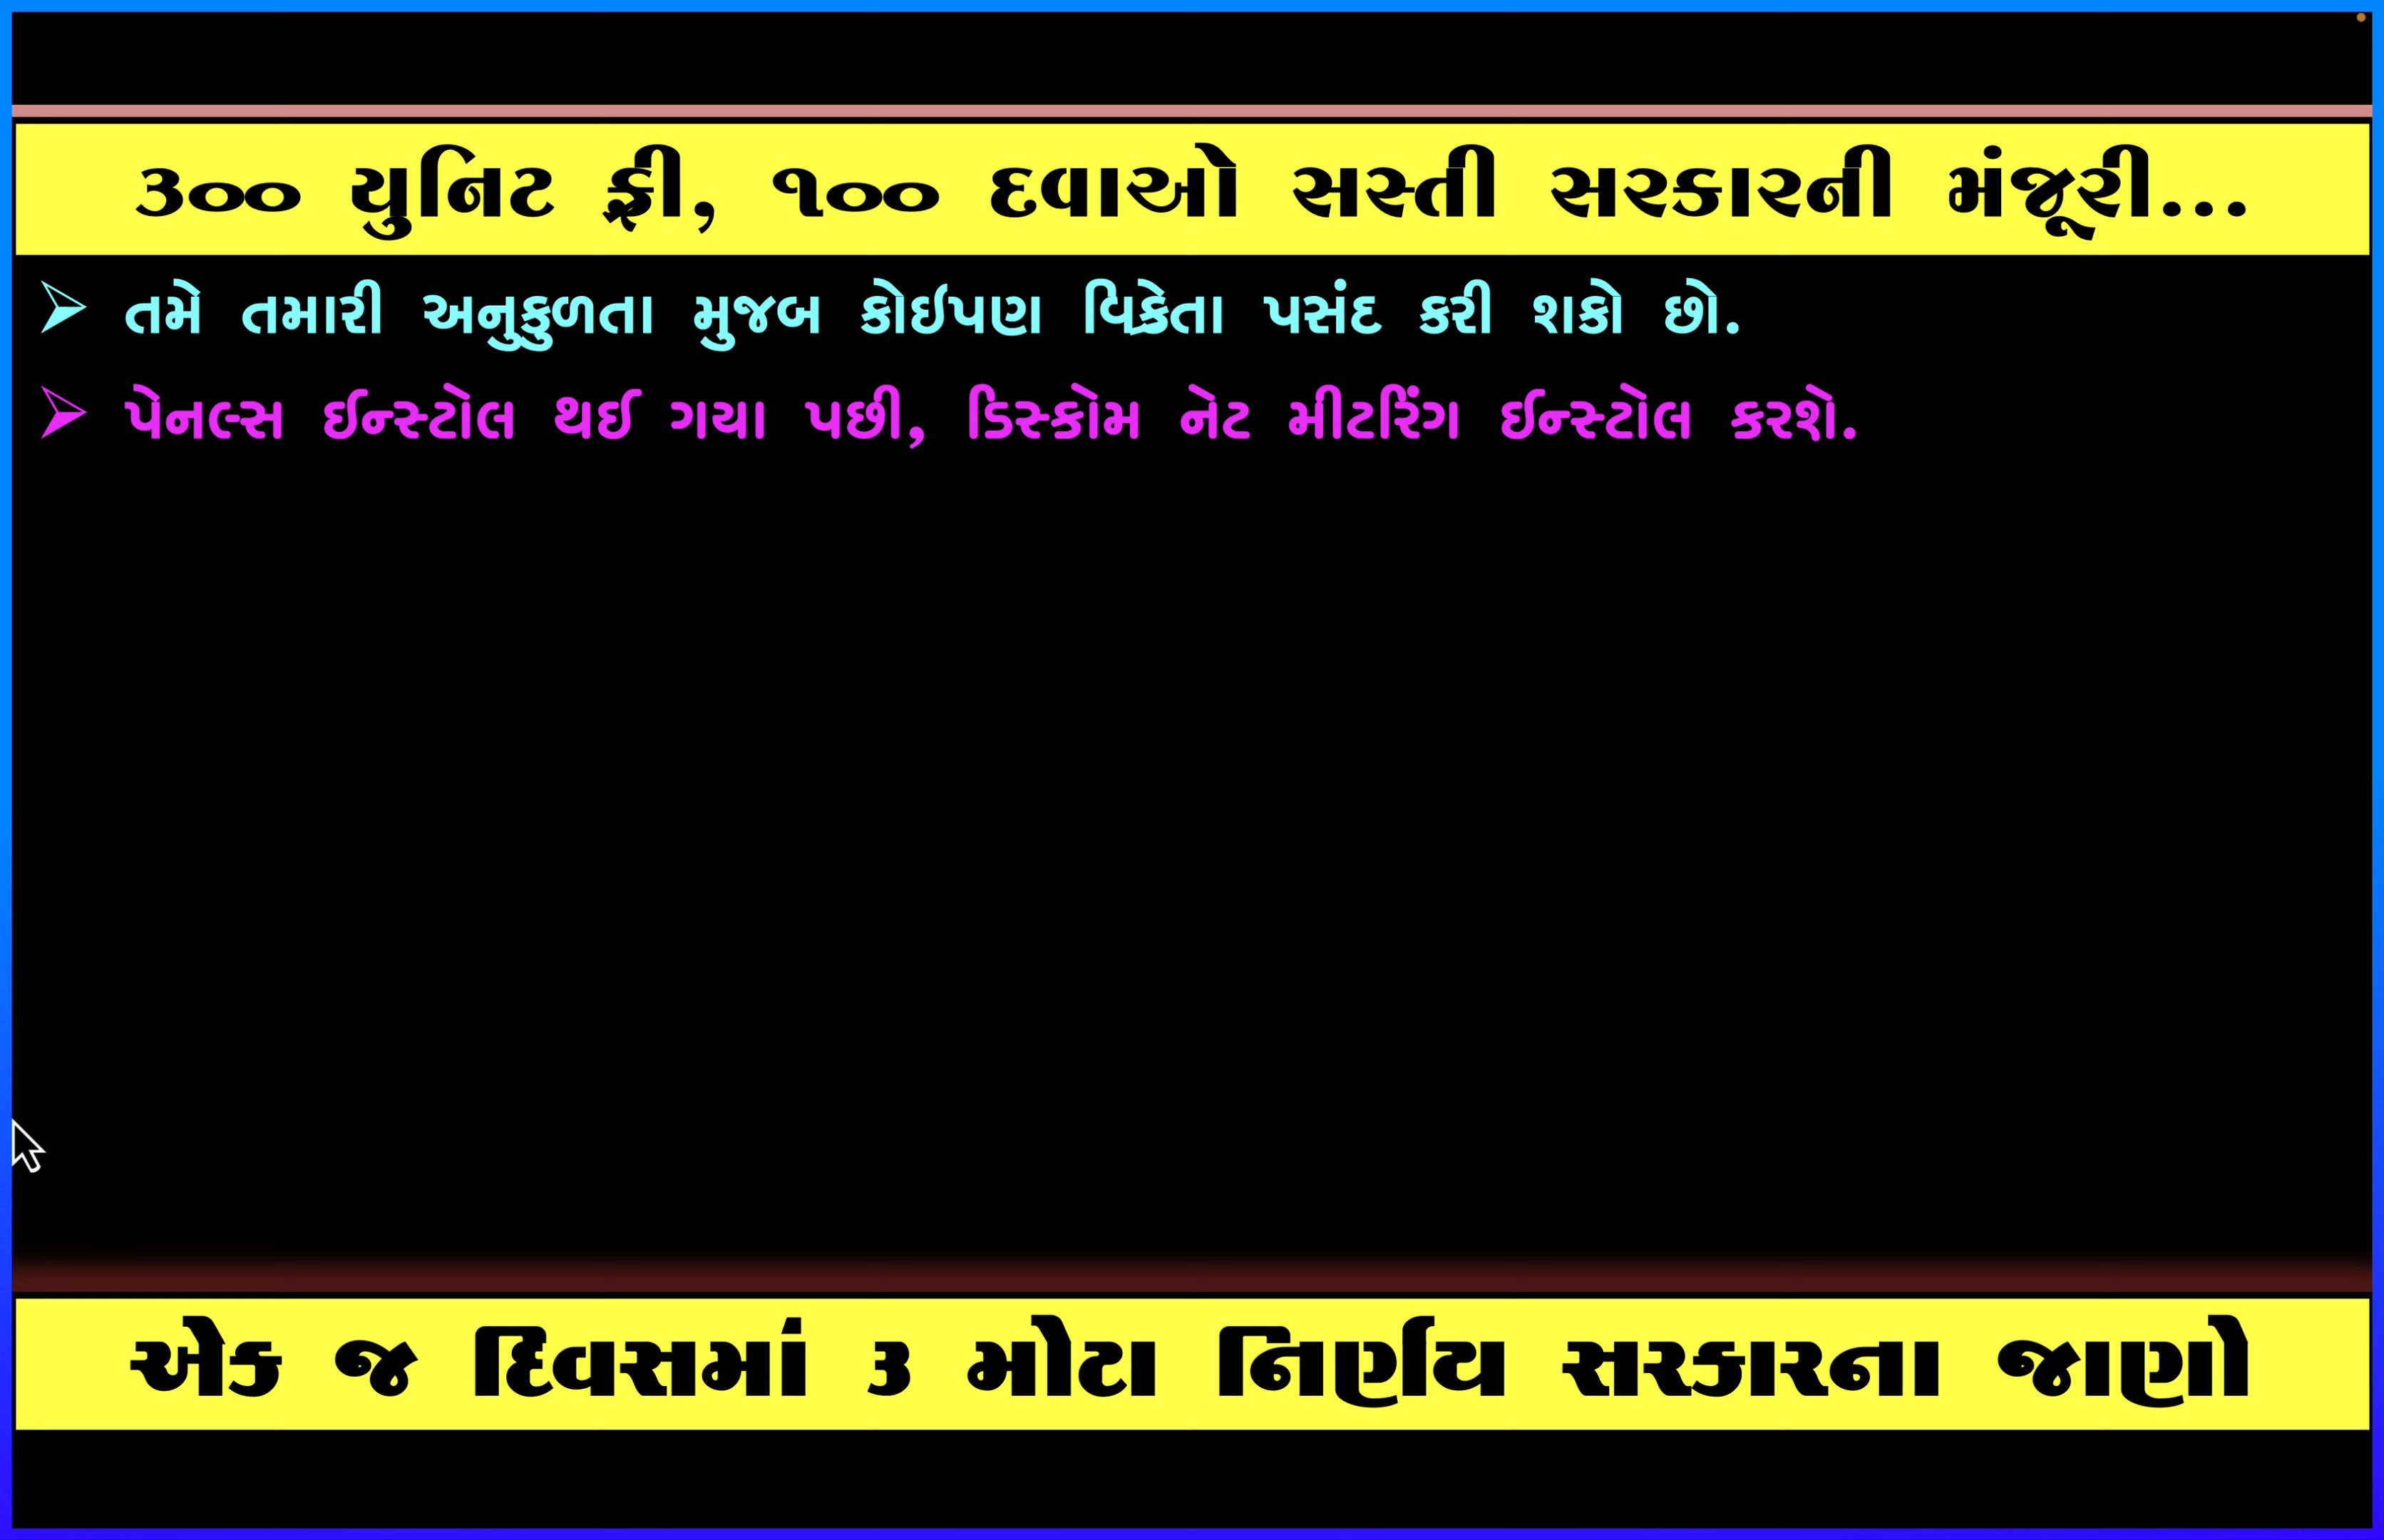 ૩૦૦ યુનિટ ફ્રી, ૧૦૦ દવાઓ સસ્તી સરકારની મંજૂરી...
➢ તમે તમારી અનુકુળતા મુજબ કોઈપણ વિક્રેતા પસંદ કરી શકો છો.
➢ પેનલ્સ ઈન્સ્ટોલ થઈ ગયા પછી, ડિસ્કોમ નેટ મીટરિંગ ઈન્સ્ટોલ કરશે.
એક જ દિવસમાં ૩ મોટા નિર્ણય સરકારના જાણો